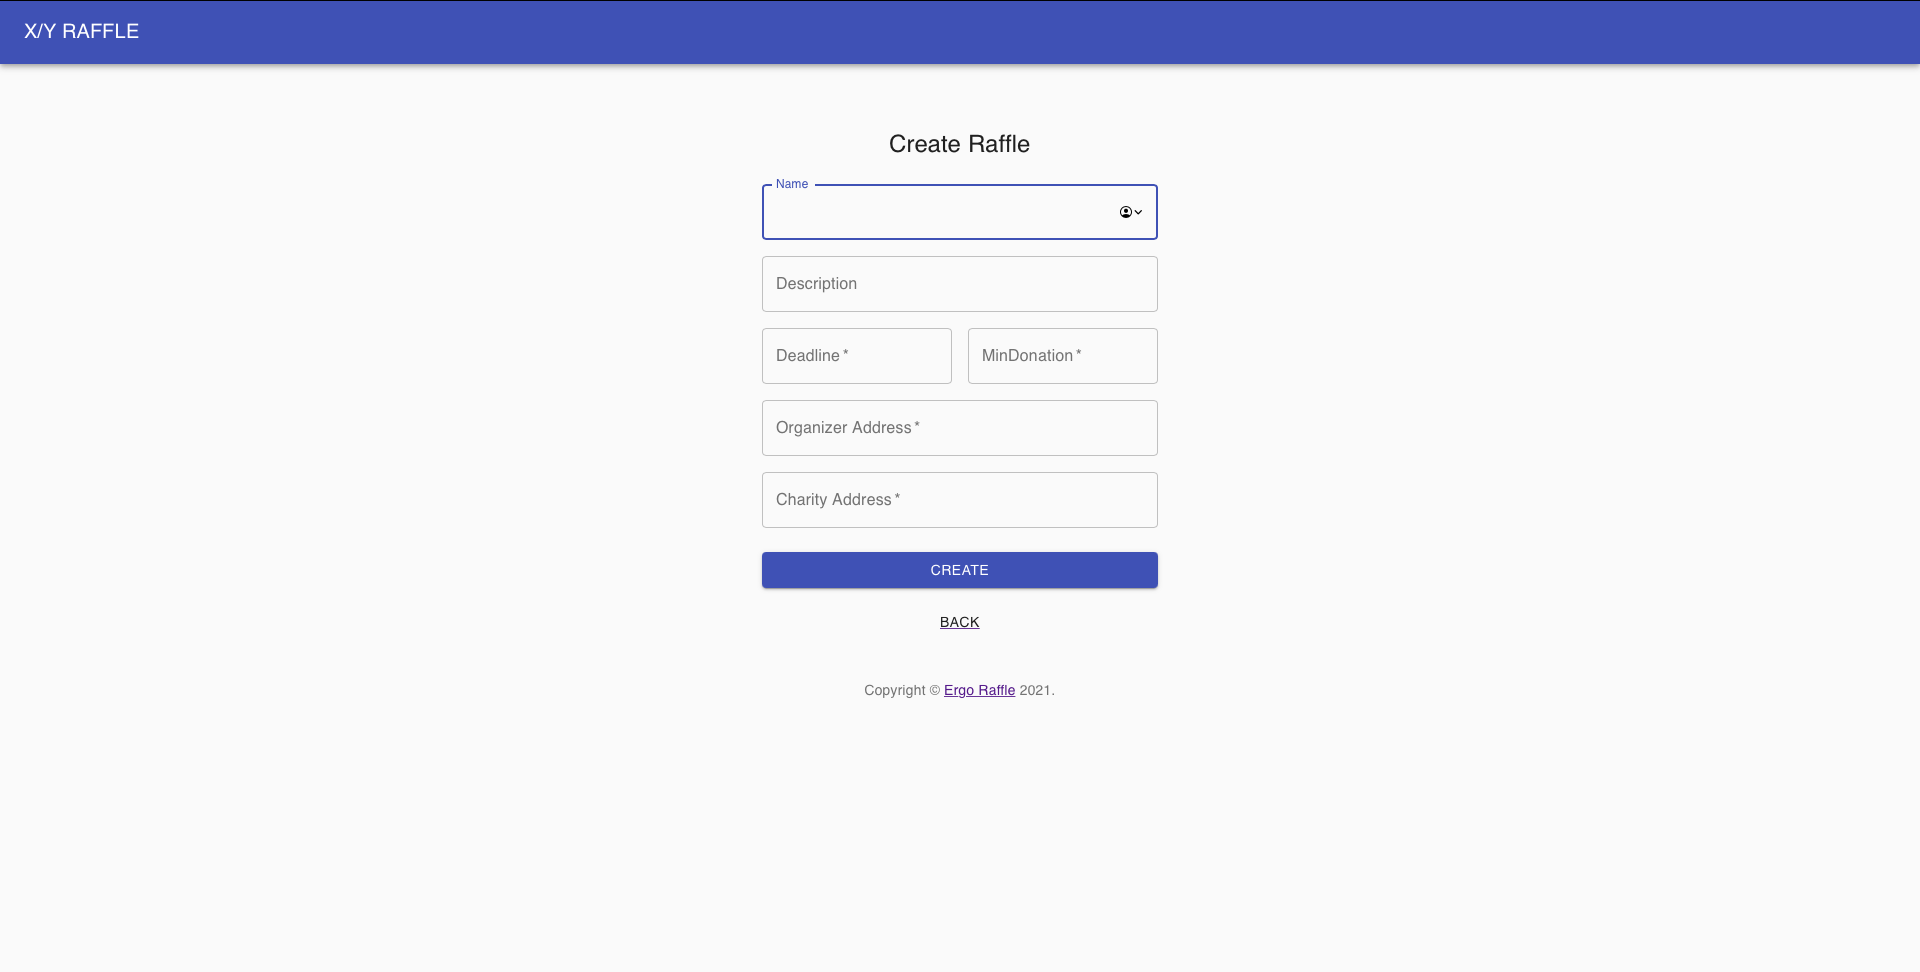 X/Y RAFFLE
Create Raffle
Name
Description
Deadline *
MinDonation *
Organizer Address *
Charity Address *
CREATE
BACK
Copyright © Ergo Raffle 2021.